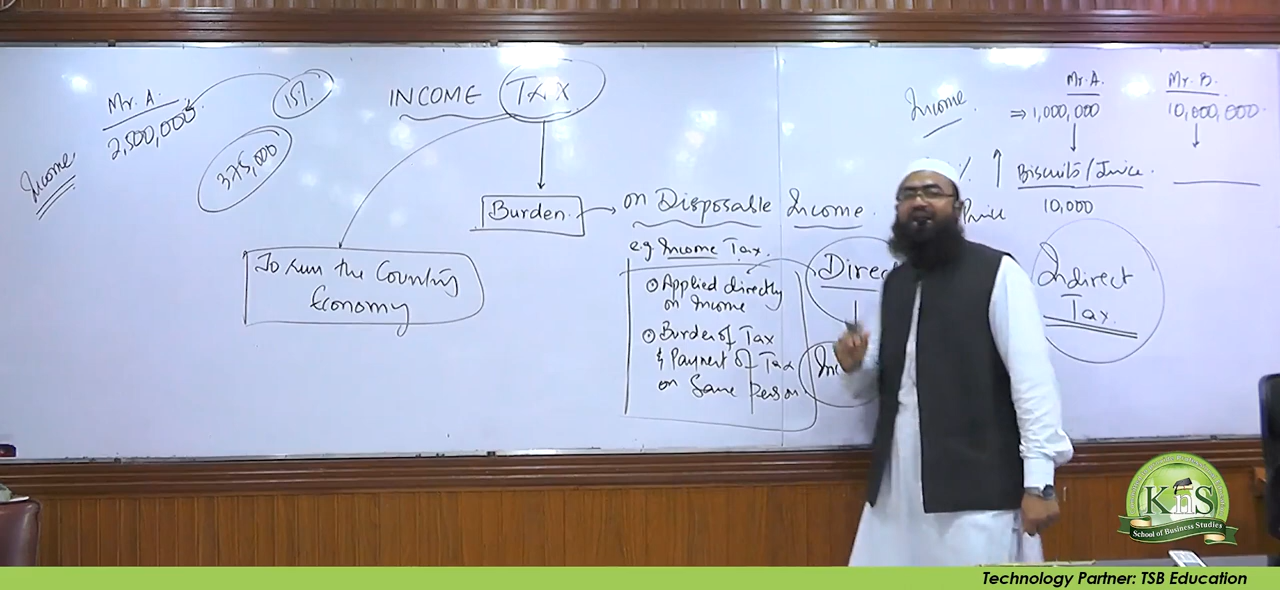 Mr. A.
2,500,000
15%
Income
375,000
INCOME TAX
Burden
on Disposable Income.
e.g Income Tax.
Applied directly
on Income
Burden of Tax
& Payment of Tax
on Same Person
To run the Country
Economy
Direc
In
Income
Mr. A.
Mr. B.
⇒ 1,000,000
10,000,000
%
Biscuits/Juice.
Price
10,000
Indirect
Tax.
KnS
School of Business Studies
Technology Partner: TSB Education